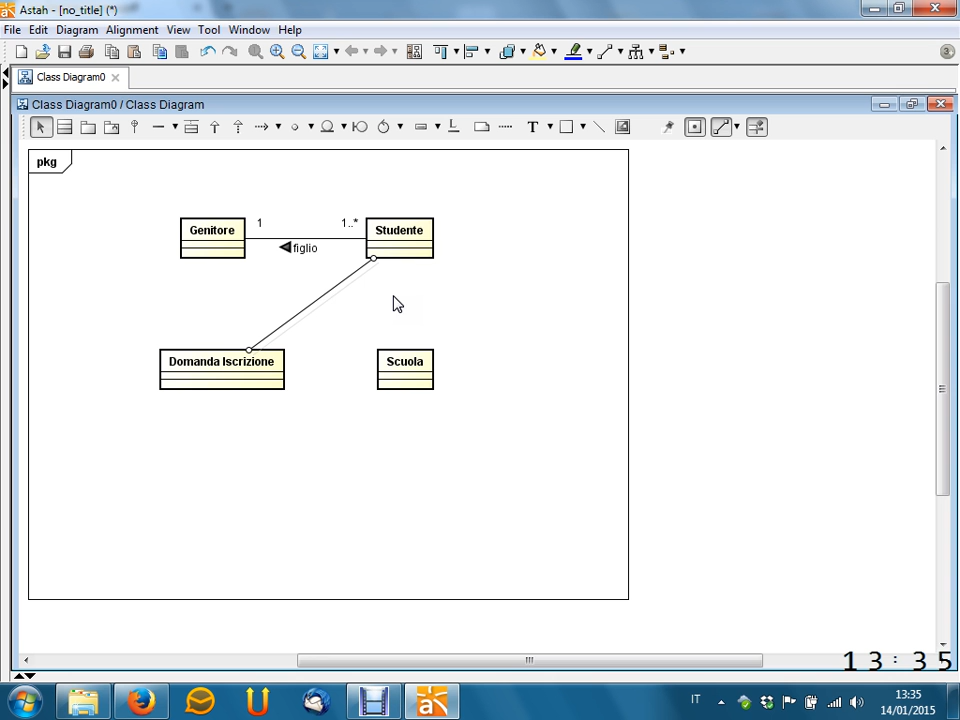 Astah - [no_title] (*)
File Edit Diagram Alignment View Tool Window Help
3
Class Diagram0
Class Diagram0 / Class Diagram
T
pkg
Genitore 1 1..* Studente
figlio
Domanda Iscrizione Scuola
13:35
IT 13:35
14/01/2015